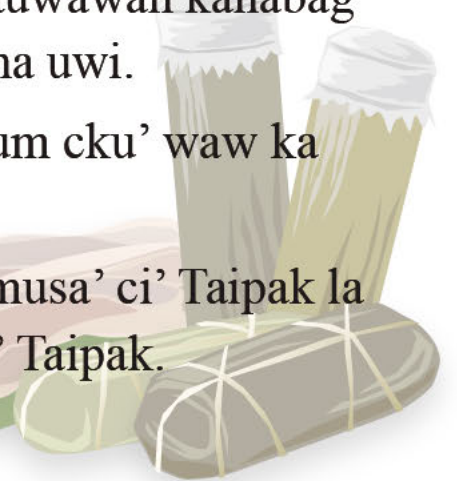 kanabag
na uwi.
um cku’ waw ka
musa’ ci’ Taipak la
’ Taipak.